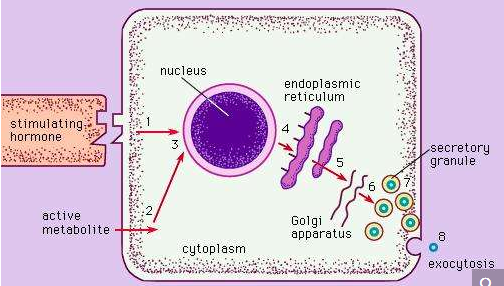 nucleus
endoplasmic
reticulum
stimulating
hormone
1
3
4
5
secretory
granule
6
7
2
active
metabolite
Golgi
apparatus
8
cytoplasm
exocytosis